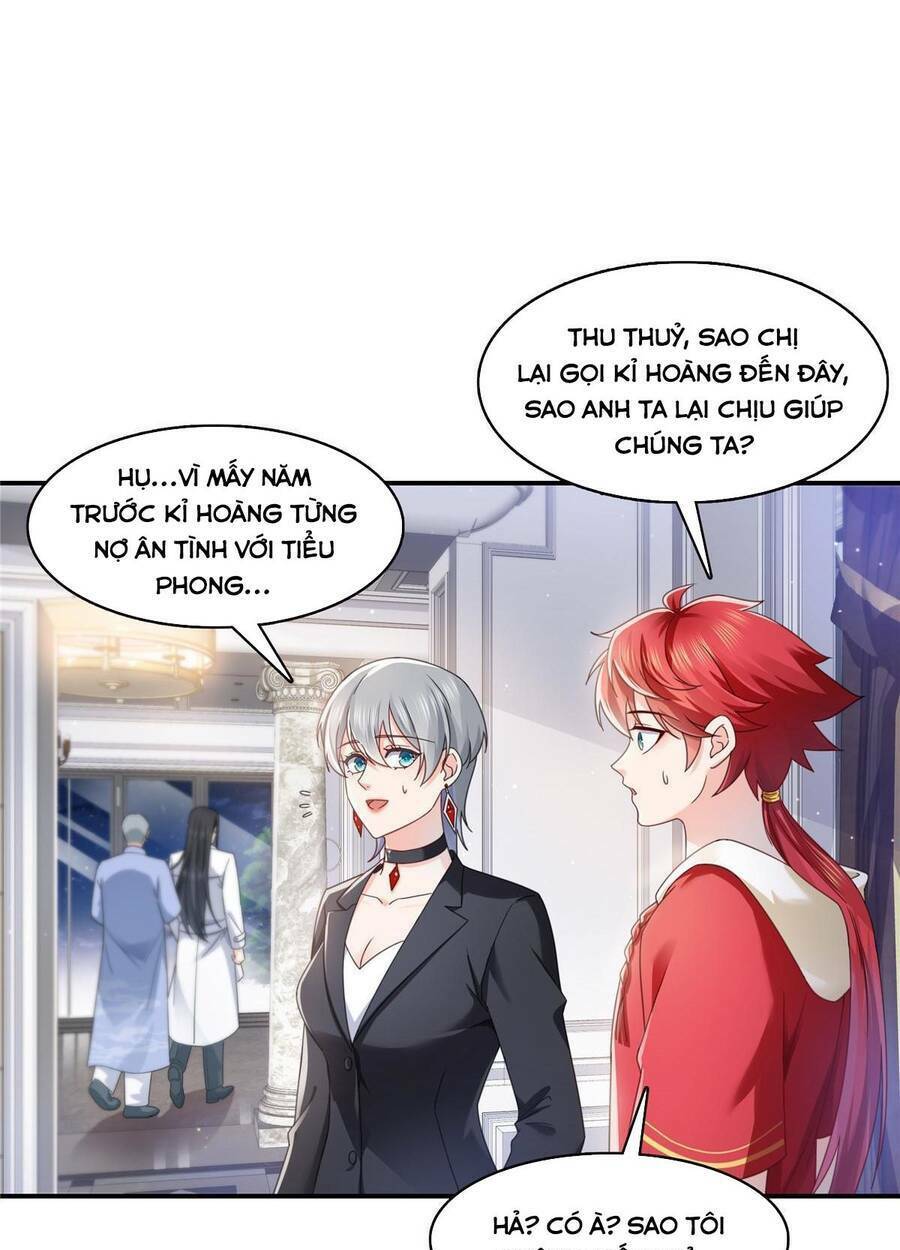 THU THUỶ, SAO CHỊ
LẠI GỌI KỈ HOÀNG ĐẾN ĐÂY,
SAO ANH TA LẠI CHỊU GIÚP
CHÚNG TA?
HỤ...VÌ MẤY NĂM
TRƯỚC KỈ HOÀNG TỪNG
NỢ ÂN TÌNH VỚI TIỂU
PHONG...
HẢ? CÓ À? SAO TÔI